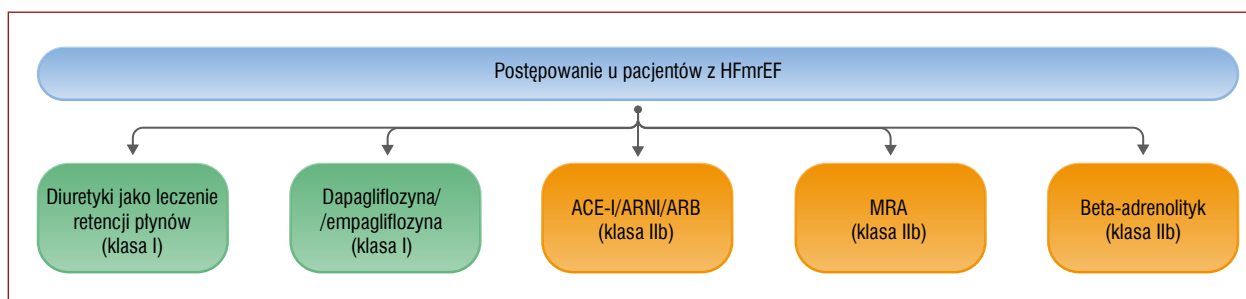 Postępowanie u pacjentów z HFmrEF
Diuretyki jako leczenie
retencji płynów
(klasa I)
Dapagliflozyna/
/empagliflozyna
(klasa I)
ACE-I/ARNI/ARB
(klasa IIb)
MRA
(klasa IIb)
Beta-adrenolityk
(klasa IIb)